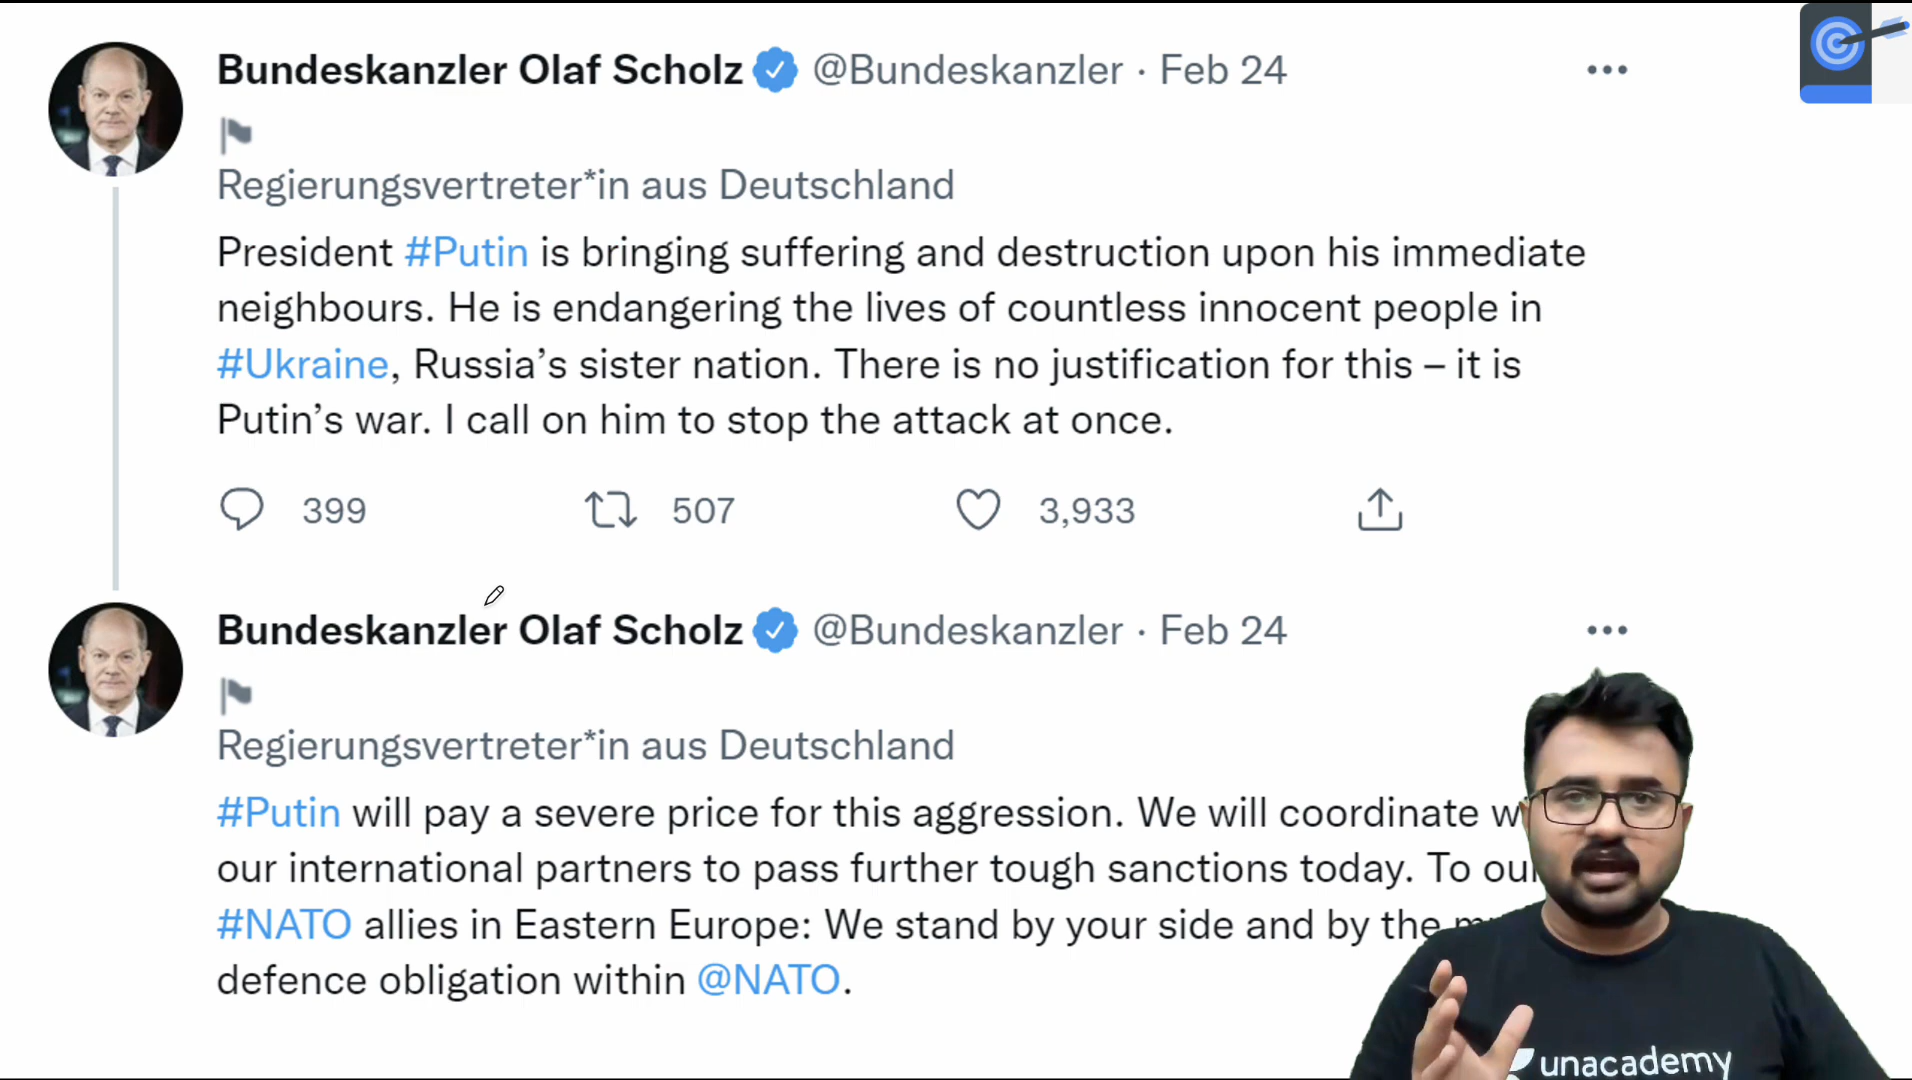 Bundeskanzler Olaf Scholz @Bundeskanzler · Feb 24
Regierungsvertreter*in aus Deutschland
President #Putin is bringing suffering and destruction upon his immediate
neighbours. He is endangering the lives of countless innocent people in
#Ukraine, Russia’s sister nation. There is no justification for this – it is
Putin’s war. I call on him to stop the attack at once.
399 507 3,933
Bundeskanzler Olaf Scholz @Bundeskanzler · Feb 24
Regierungsvertreter*in aus Deutschland
#Putin will pay a severe price for this aggression. We will coordinate
our international partners to pass further tough sanctions today. To our
#NATO allies in Eastern Europe: We stand by your side and by the
defence obligation within @NATO.
unacademy